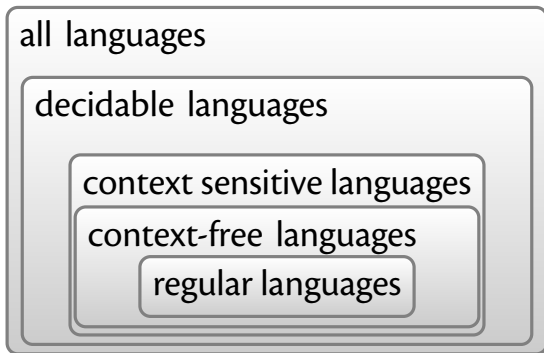 all languages
decidable languages
context sensitive languages
context-free languages
regular languages